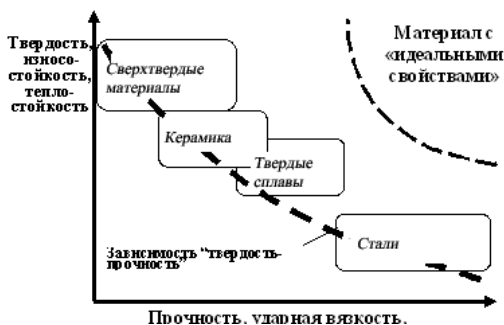 Твердость,
износо-
стойкость,
тепло-
стойкость
Сверхтвердые
материалы
Керамика
Твердые
сплавы
Стали
Материал с
«идеальными
свойствами»
Зависимость “твердость-
прочность”
Прочность, ударная вязкость,